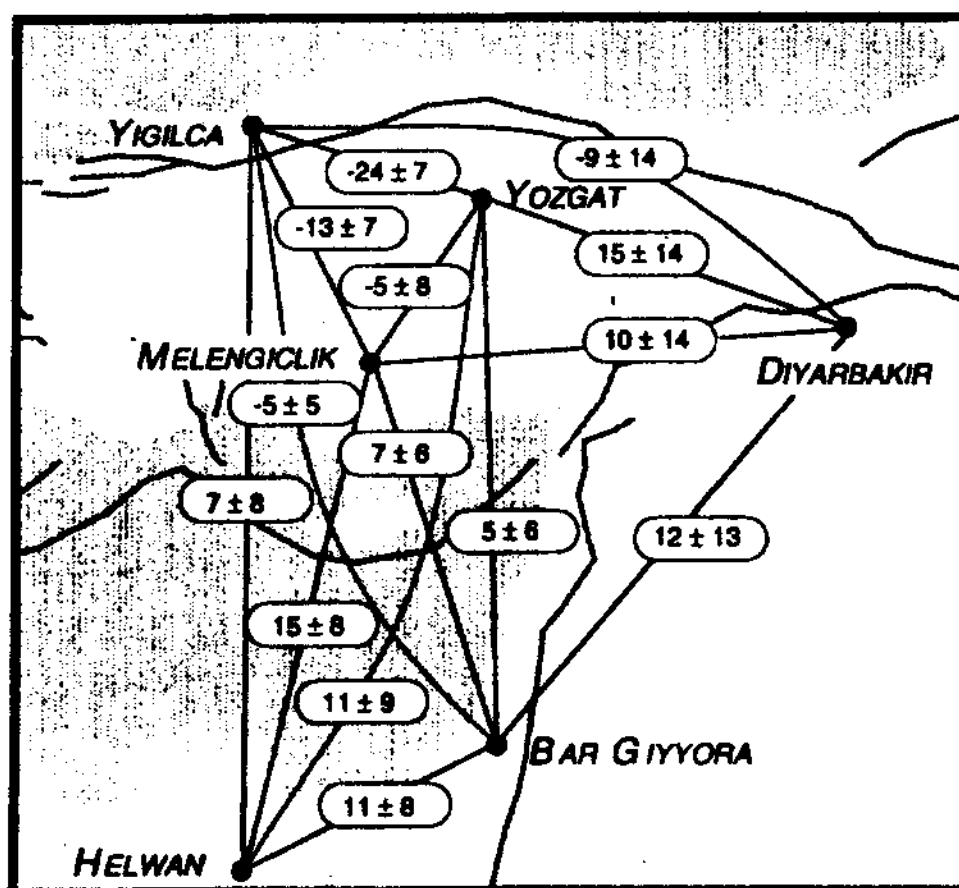 YIGILCA
-9 ± 14
-24 ± 7
YOZGAT
-13 ± 7
15 ± 14
-5 ± 8
10 ± 14
MELENGICLIK
DIYARBAKIR
-5 ± 5
7 ± 6
7 ± 8
5 ± 6
12 ± 13
15 ± 8
11 ± 9
BAR GIYYORA
11 ± 8
HELWAN